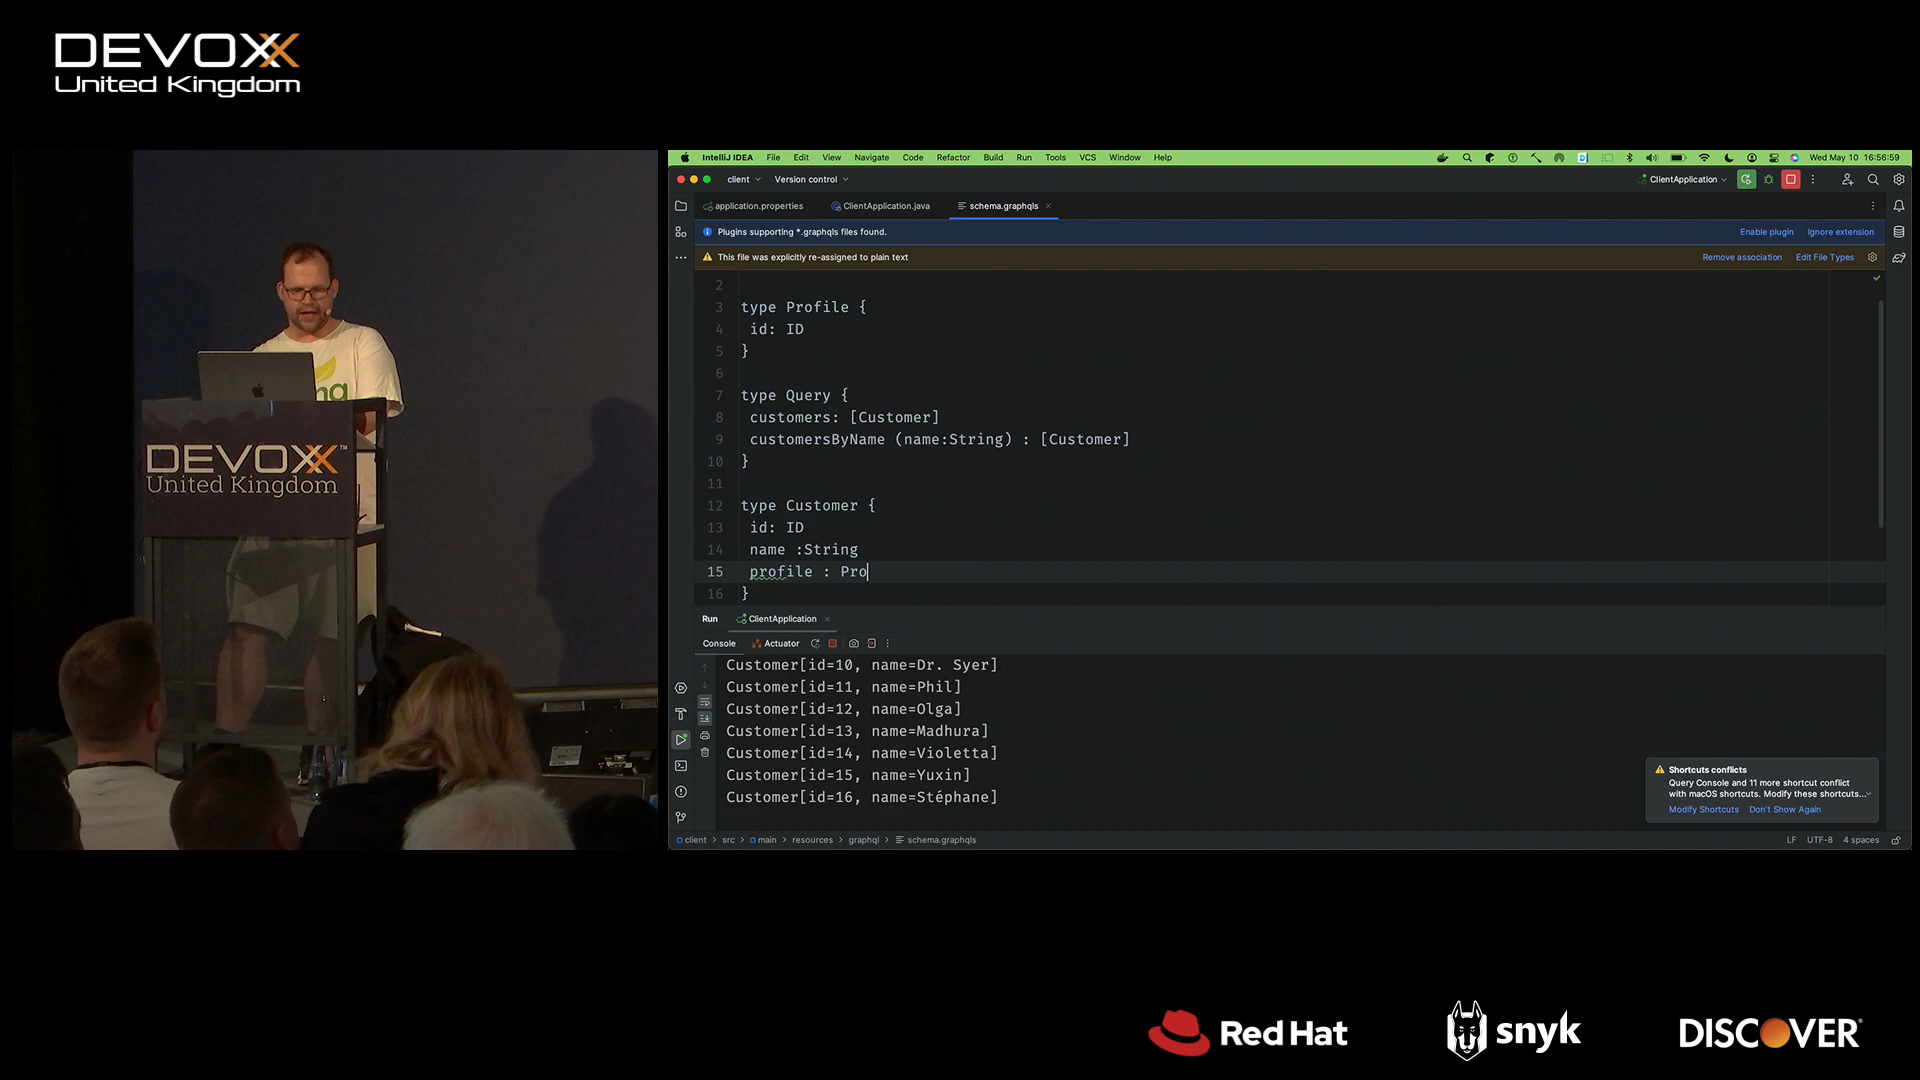 DEVOXX
United Kingdom
IntelliJ IDEA File Edit View Navigate Code Refactor Build Run Tools VCS Window Help Wed May 10 16:56:59
client Version control ClientApplication
application.properties ClientApplication.java schema.graphqls
Plugins supporting *.graphqls files found. Enable plugin Ignore extension
This file was explicitly re-assigned to plain text Remove association Edit File Types
2
3 type Profile {
4 id: ID
5 }
6
7 type Query {
8 customers: [Customer]
9 customersByName (name:String) : [Customer]
10 }
11
12 type Customer {
13 id: ID
14 name :String
15 profile : Pro
16 }
Run ClientApplication
Console Actuator
Customer[id=10, name=Dr. Syer]
Customer[id=11, name=Phil]
Customer[id=12, name=Olga]
Customer[id=13, name=Madhura]
Customer[id=14, name=Violetta]
Customer[id=15, name=Yuxin]
Customer[id=16, name=Stéphane]
Shortcuts conflicts
Query Console and 11 more shortcut conflict
with macOS shortcuts. Modify these shortcuts...
Modify Shortcuts Don't Show Again
client > src > main > resources > graphql > schema.graphqls LF UTF-8 4 spaces
ng
DEVOXX™
United Kingdom
Red Hat
snyk
DISCOVER®